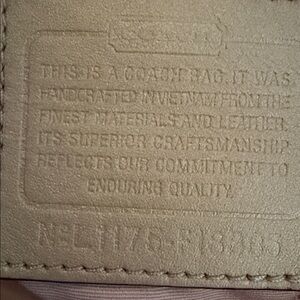 COACH
THIS IS A COACH BAG. IT WAS
HANDCRAFTED IN VIETNAM FROM THE
FINEST MATERIALS AND LEATHER.
ITS SUPERIOR CRAFTSMANSHIP
REFLECTS OUR COMMITMENT TO
ENDURING QUALITY.